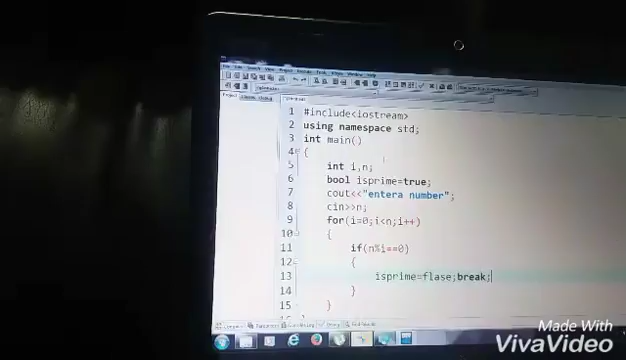 1 #include<iostream>
2 using namespace std;
3 int main()
4 {
5 int i,n;
6 bool isprime=true;
7 cout<<"entera number";
8 cin>>n;
9 for(i=0;i<n;i++)
10 {
11 if(n%i==0)
12 {
13 isprime=flase;break;
14 }
15 }
Made With
VivaVideo